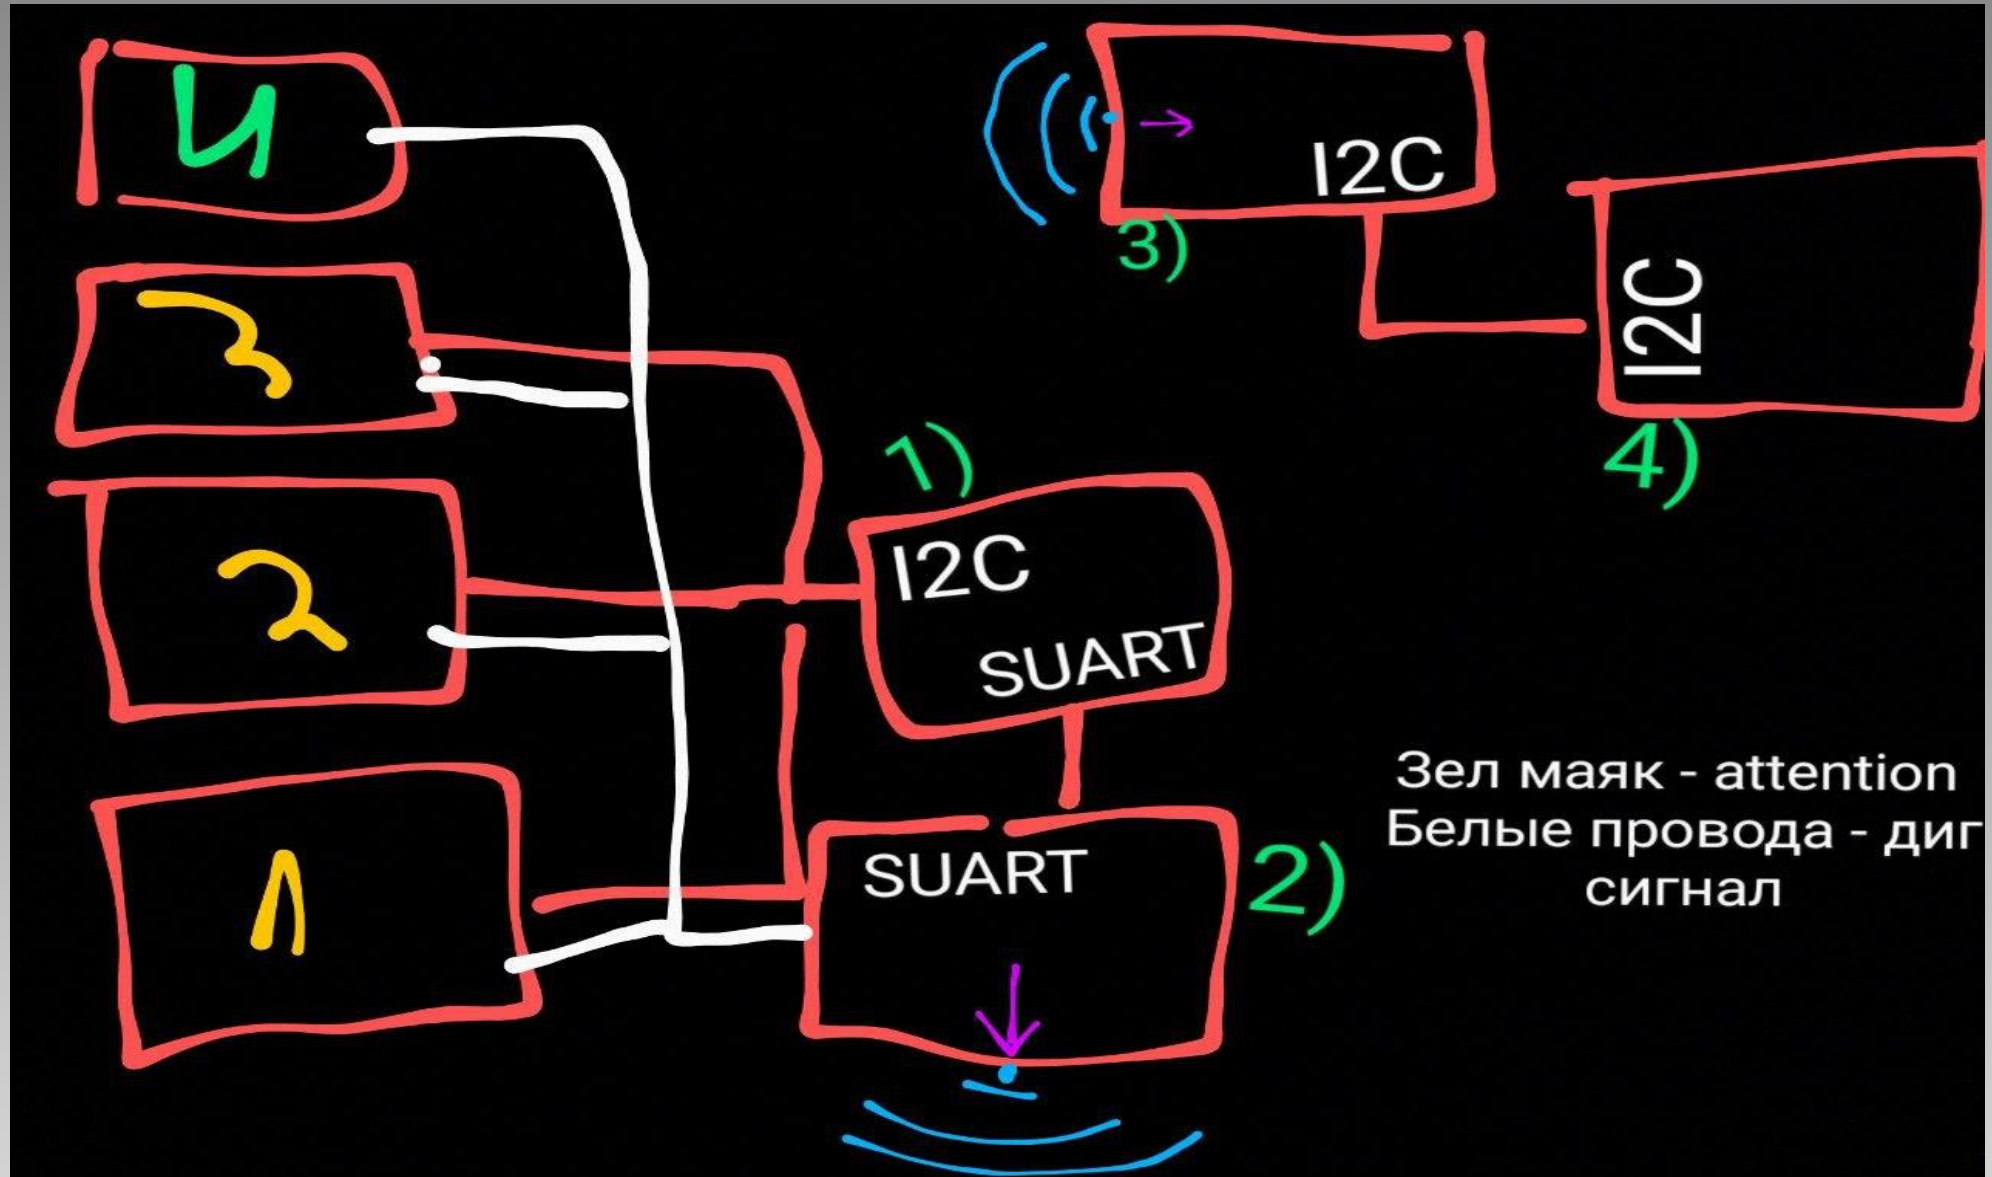 И
I2C
3)
3
I2C
1)
4)
I2C
2
SUART
Зел маяк - attention
Белые провода - диг
сигнал
SUART
2)
1